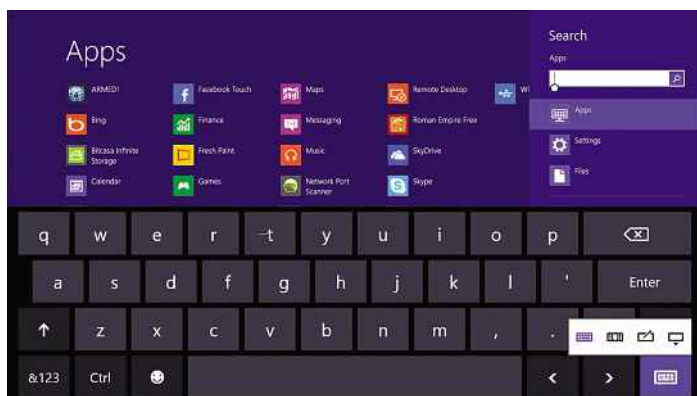 Apps
ARMED!
Bing
Bitcasa Infinite
Storage
Calendar
Facebook Touch
Finance
Fresh Paint
Games
Maps
Messaging
Music
Network Port
Scanner
Remote Desktop
Roman Empire Free
SkyDrive
Skype
Search
Apps
Apps
Settings
Files
q w e r t y u i o p
a s d f g h j k l ' Enter
z x c v b n m , .
&123 Ctrl < >